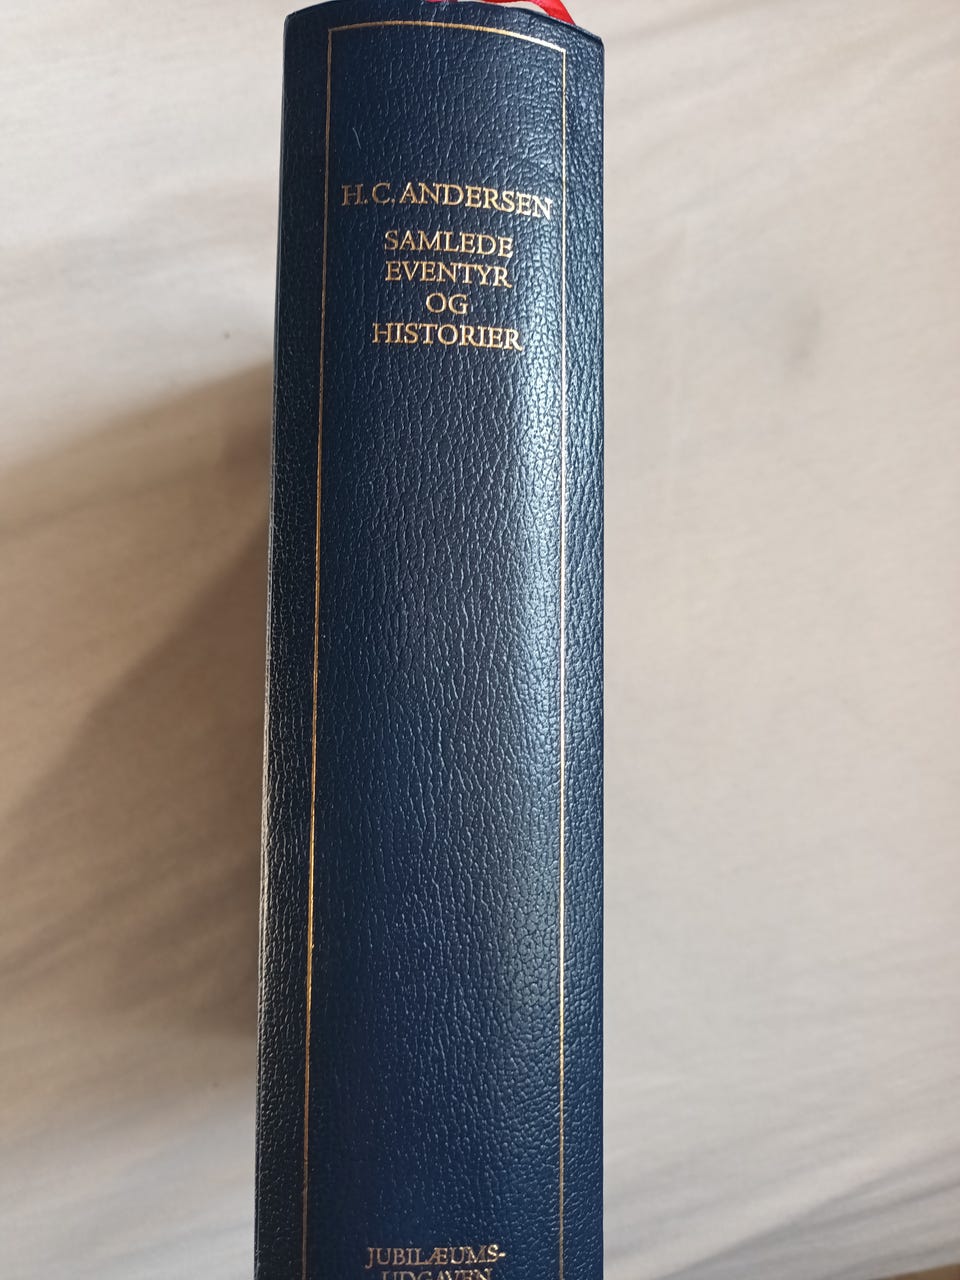 H. C. ANDERSEN
SAMLEDE
EVENTYR
OG
HISTORIER
JUBILÆUMS-
UDGAVEN